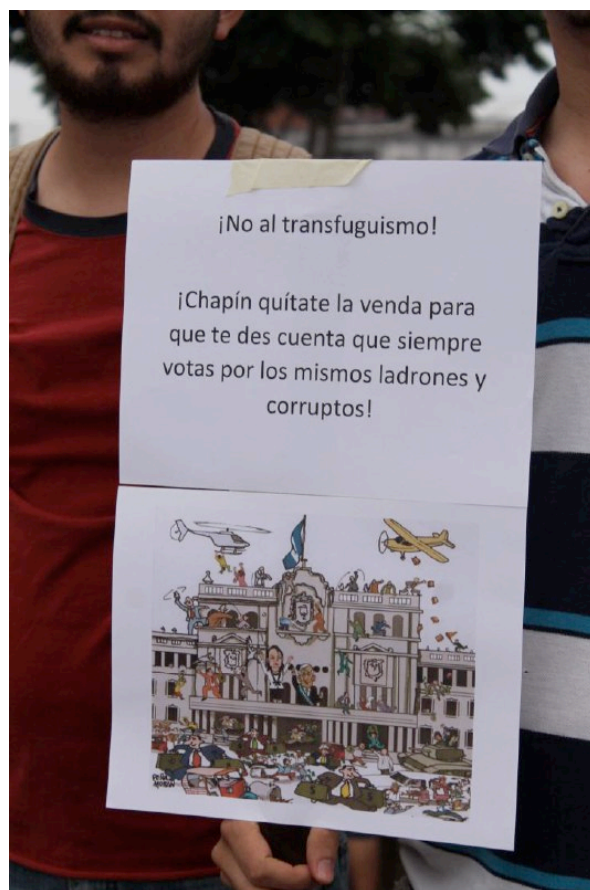 ¡No al transfuguismo!
¡Chapín quítate la venda para
que te des cuenta que siempre
votas por los mismos ladrones y
corruptos!